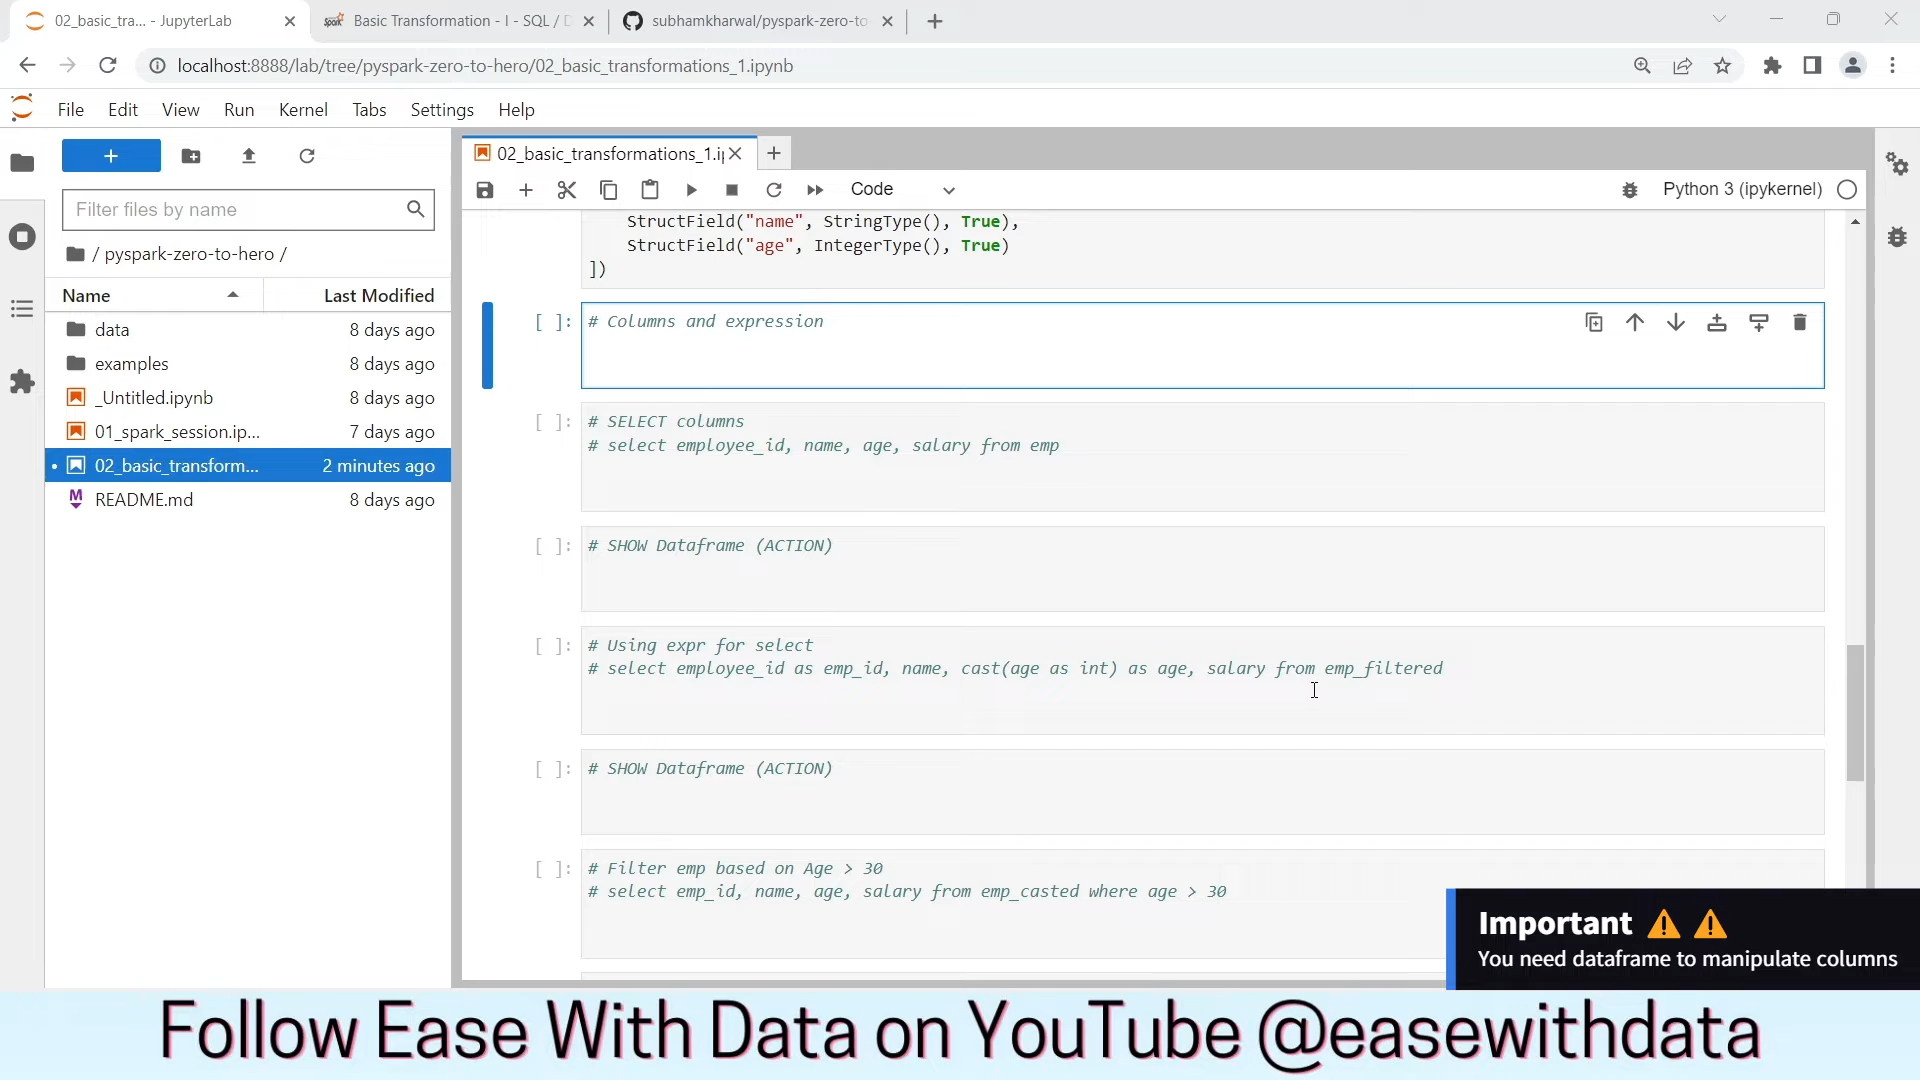 02_basic_tra... - JupyterLab
Basic Transformation - I - SQL /
subhamkharwal/pyspark-zero-to
localhost:8888/lab/tree/pyspark-zero-to-hero/02_basic_transformations_1.ipynb
File Edit View Run Kernel Tabs Settings Help
Filter files by name
/ pyspark-zero-to-hero /
Name Last Modified
data 8 days ago
examples 8 days ago
_Untitled.ipynb 8 days ago
01_spark_session.ip... 7 days ago
02_basic_transform... 2 minutes ago
README.md 8 days ago
02_basic_transformations_1.i
Code
Python 3 (ipykernel)
StructField("name", StringType(), True),
StructField("age", IntegerType(), True)
])
[ ]: # Columns and expression
[ ]: # SELECT columns
# select employee_id, name, age, salary from emp
[ ]: # SHOW Dataframe (ACTION)
[ ]: # Using expr for select
# select employee_id as emp_id, name, cast(age as int) as age, salary from emp_filtered
[ ]: # SHOW Dataframe (ACTION)
[ ]: # Filter emp based on Age > 30
# select emp_id, name, age, salary from emp_casted where age > 30
Important
You need dataframe to manipulate columns
Follow Ease With Data on YouTube @easewithdata